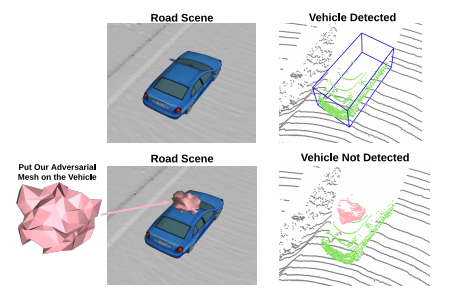 Road Scene
Vehicle Detected
Put Our Adversarial
Mesh on the Vehicle
Road Scene
Vehicle Not Detected